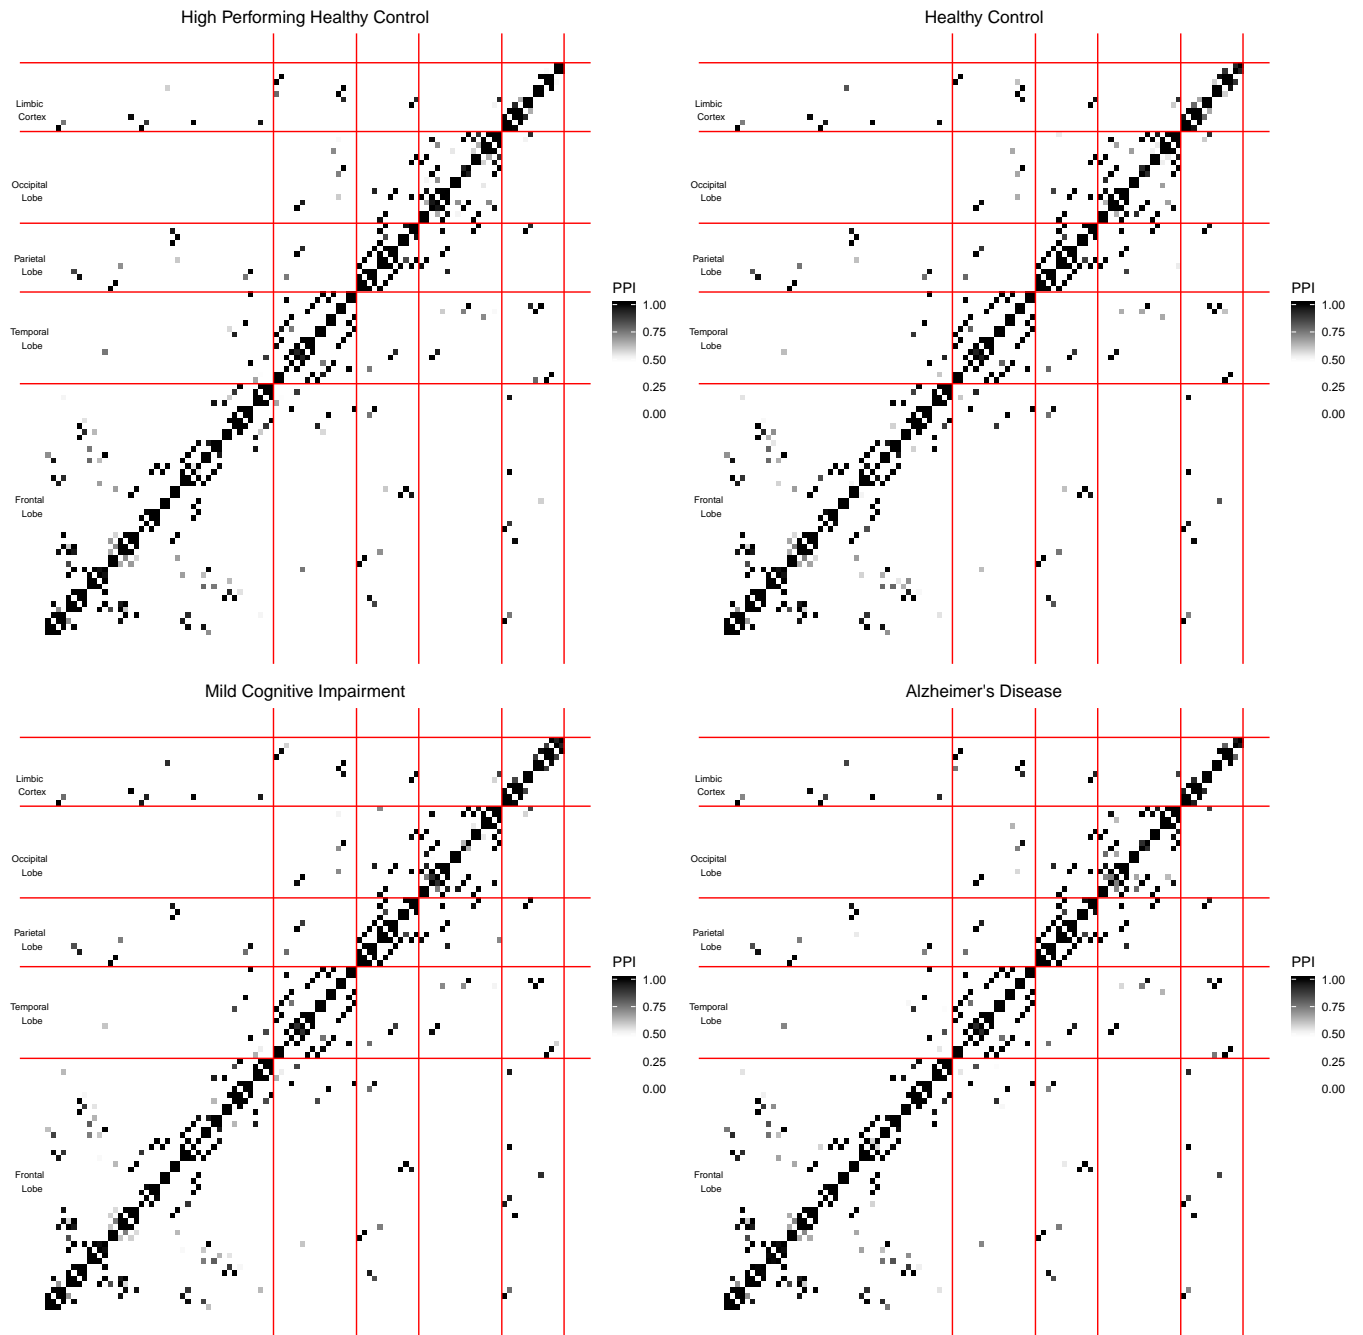 High Performing Healthy Control
Limbic
Cortex
Occipital
Lobe
Parietal
Lobe
Temporal
Lobe
Frontal
Lobe
PPI
1.00
0.75
0.50
0.25
0.00
Healthy Control
Limbic
Cortex
Occipital
Lobe
Parietal
Lobe
Temporal
Lobe
Frontal
Lobe
PPI
1.00
0.75
0.50
0.25
0.00
Mild Cognitive Impairment
Limbic
Cortex
Occipital
Lobe
Parietal
Lobe
Temporal
Lobe
Frontal
Lobe
PPI
1.00
0.75
0.50
0.25
0.00
Alzheimer's Disease
Limbic
Cortex
Occipital
Lobe
Parietal
Lobe
Temporal
Lobe
Frontal
Lobe
PPI
1.00
0.75
0.50
0.25
0.00